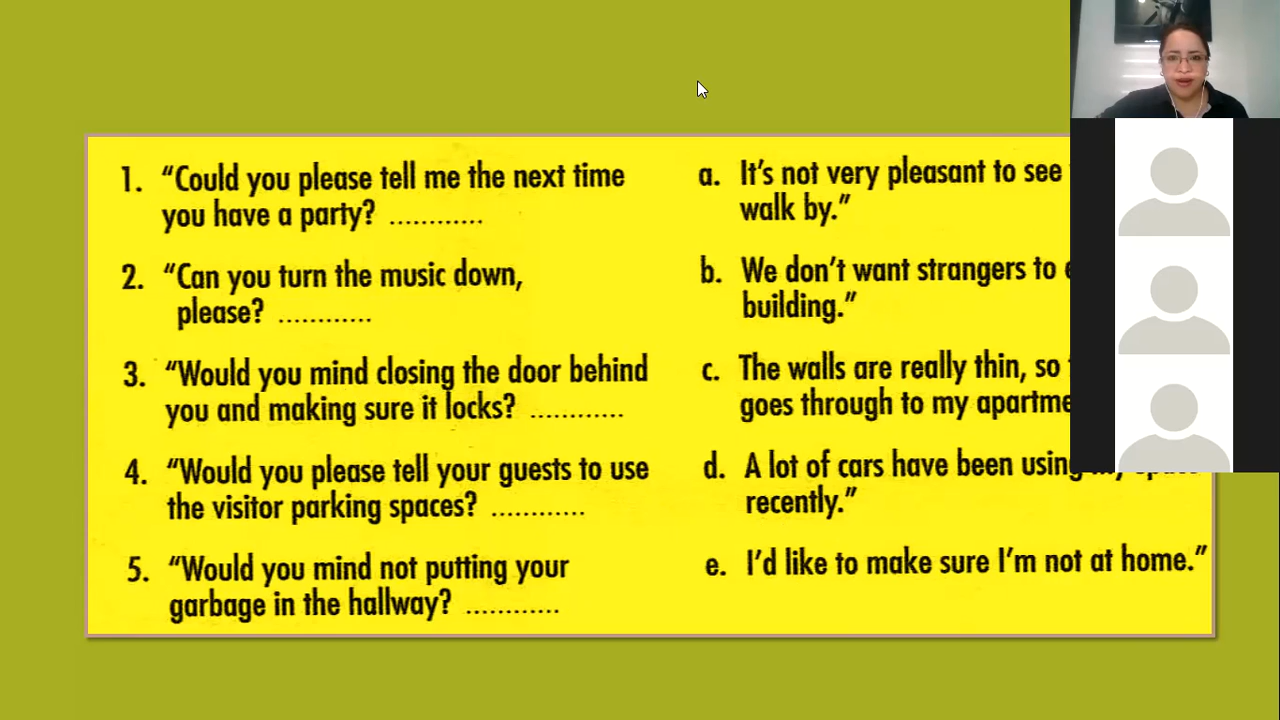 1. “Could you please tell me the next time
you have a party? ............
2. “Can you turn the music down,
please? ............
3. “Would you mind closing the door behind
you and making sure it locks? ............
4. “Would you please tell your guests to use
the visitor parking spaces? ............
5. “Would you mind not putting your
garbage in the hallway? ............
a. It’s not very pleasant to see
walk by.”
b. We don’t want strangers to
building.”
c. The walls are really thin, so
goes through to my
d. A lot of cars have been using
recently.”
e. I’d like to make sure I’m not at home.”